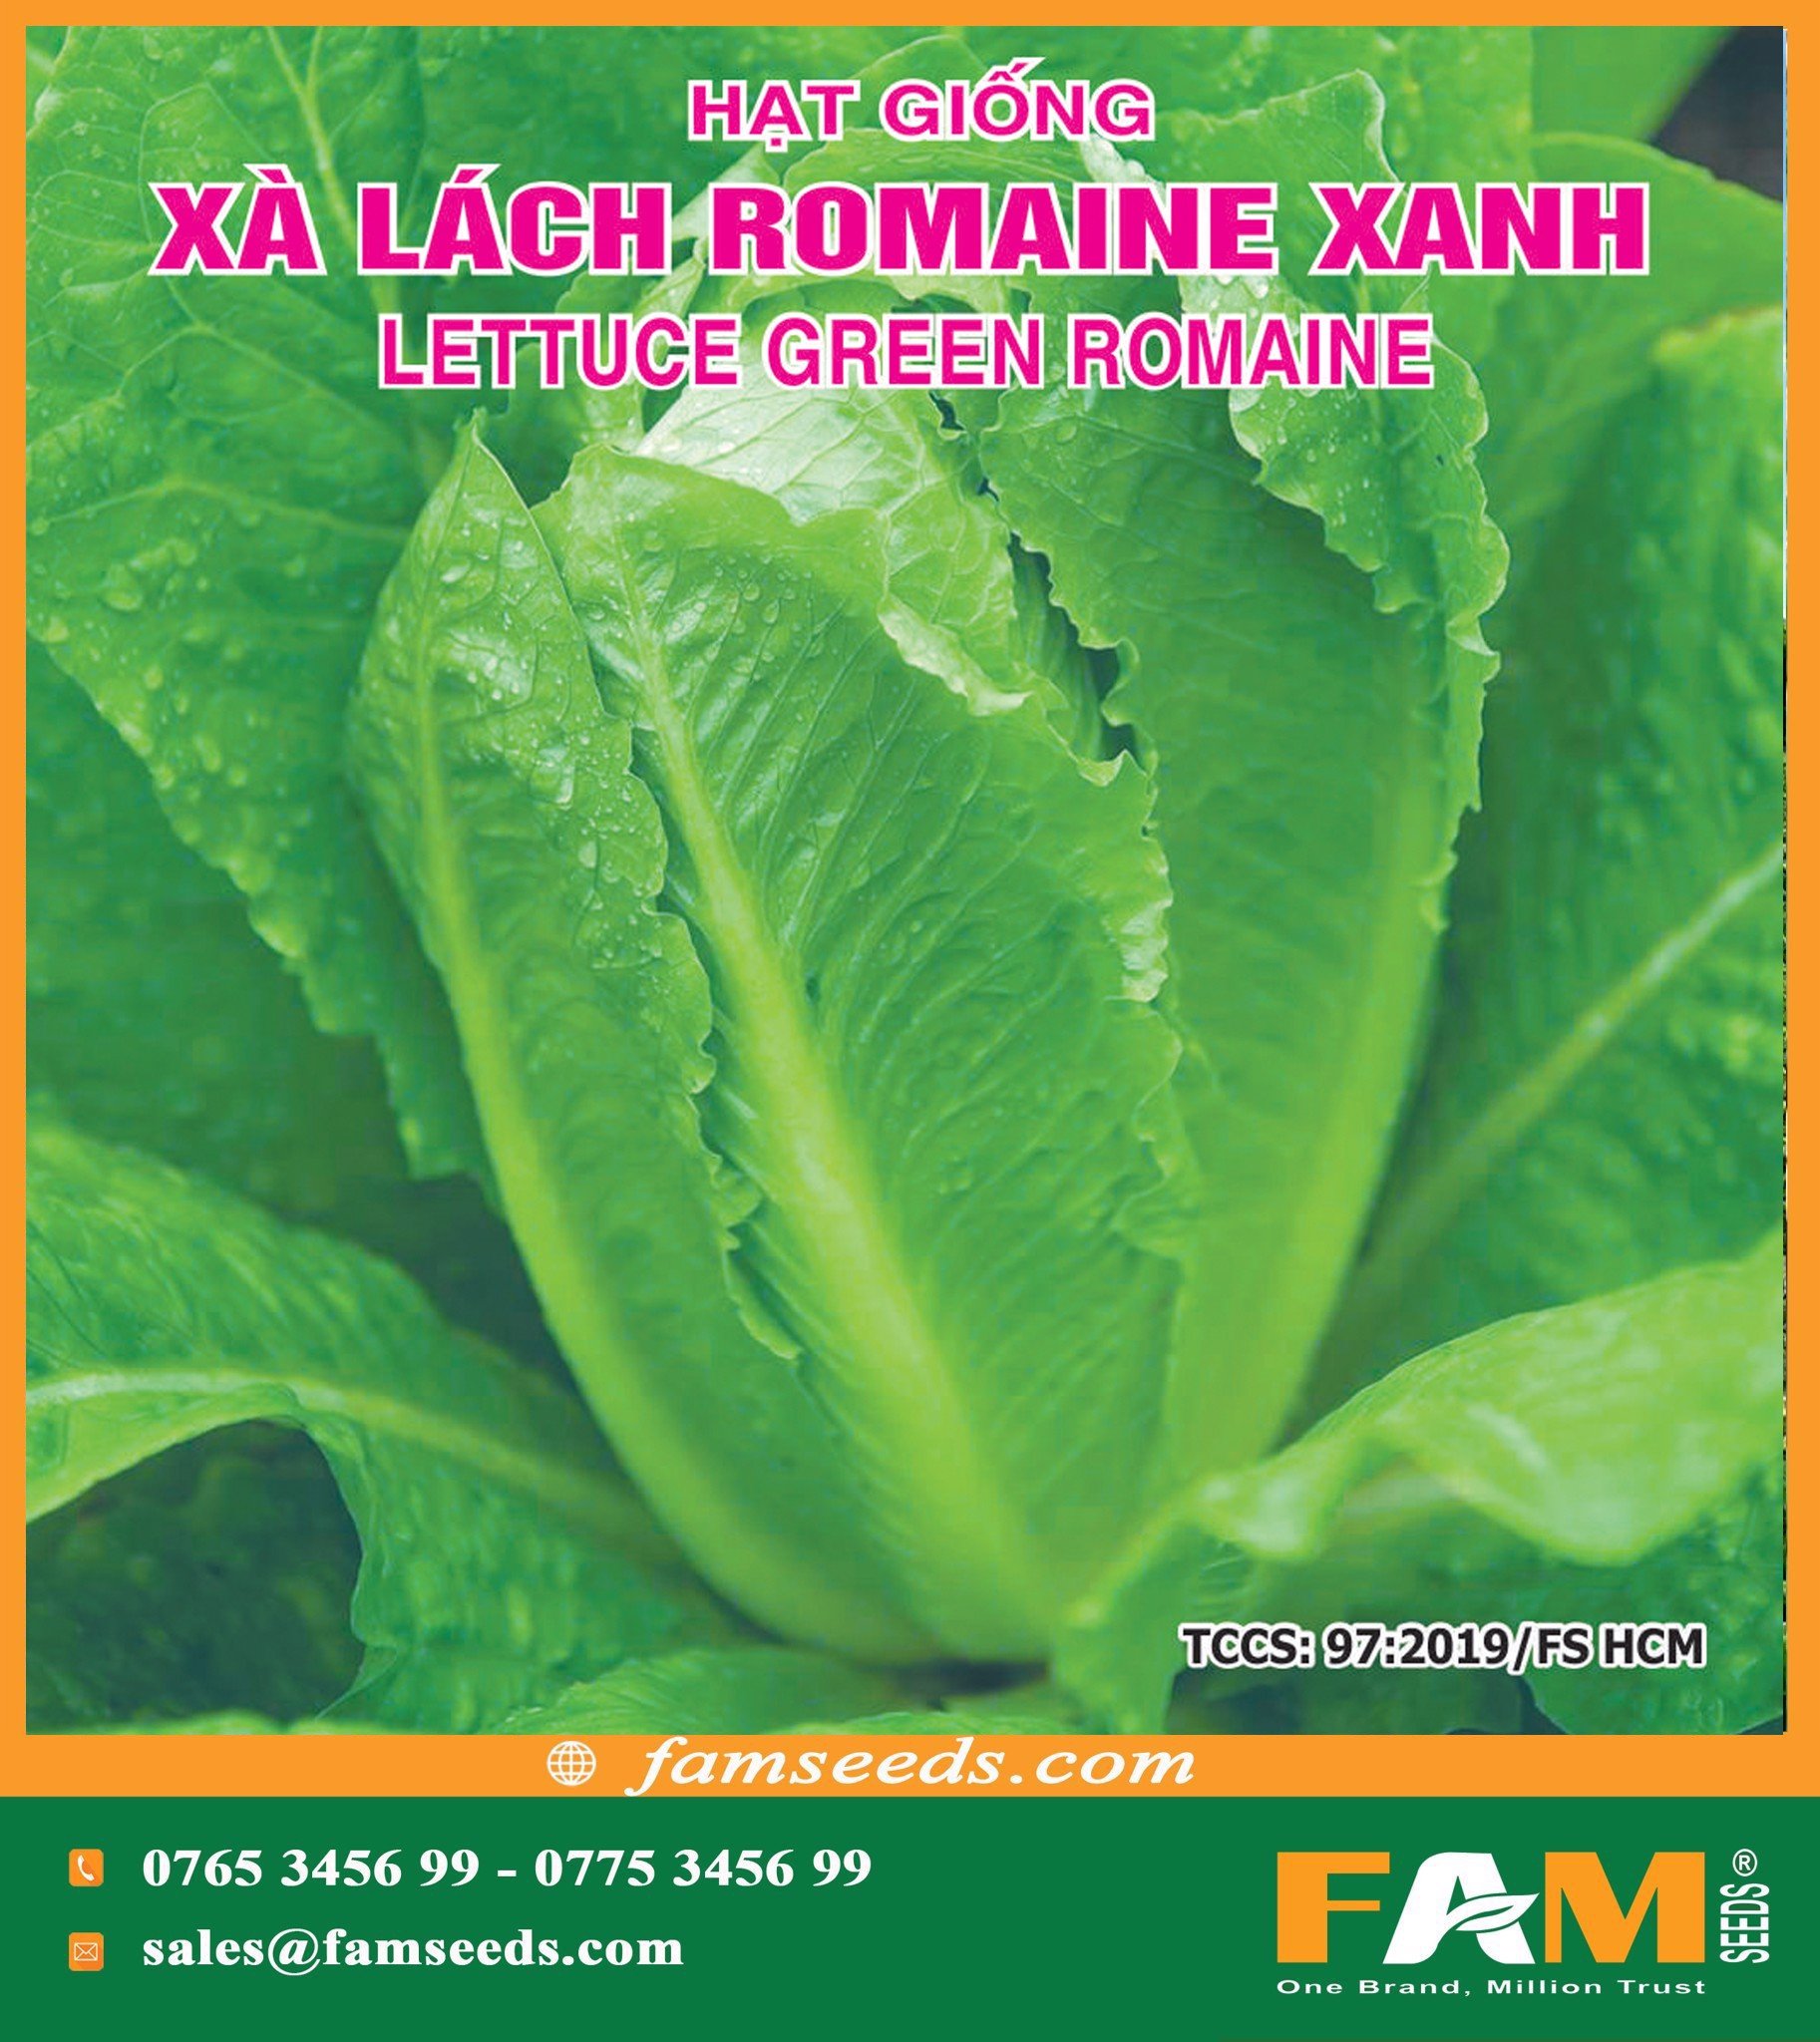 HẠT GIỐNG
XÀ LÁCH ROMAINE XANH
LETTUCE GREEN ROMAINE
TCCS: 97:2019/FS HCM
famseeds.com
0765 3456 99 - 0775 3456 99
sales@famseeds.com
FAM SEEDS®
One Brand, Million Trust